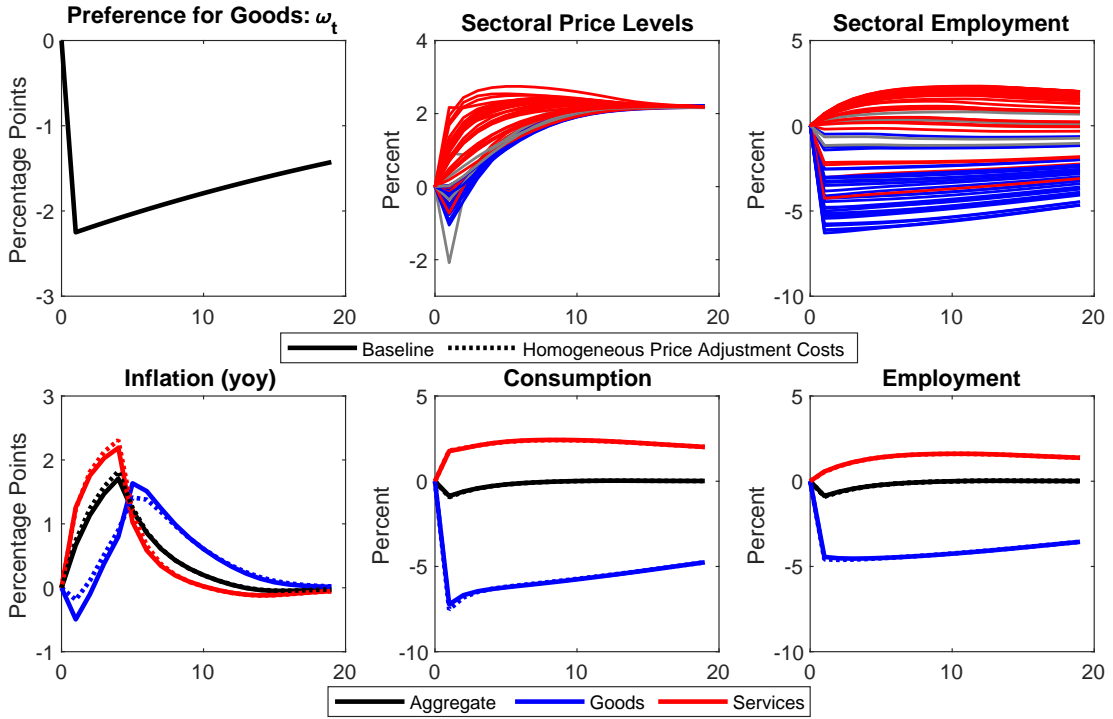 Preference for Goods: ωt
Sectoral Price Levels
Sectoral Employment
Percentage Points
0
-1
-2
-3
0 10 20
Percent
4
2
0
-2
0 10 20
Percent
5
0
-5
-10
0 10 20
Baseline Homogeneous Price Adjustment Costs
Inflation (yoy)
Consumption
Employment
Percentage Points
3
2
1
0
-1
0 10 20
Percent
5
0
-5
-10
0 10 20
Percent
5
0
-5
-10
0 10 20
Aggregate Goods Services